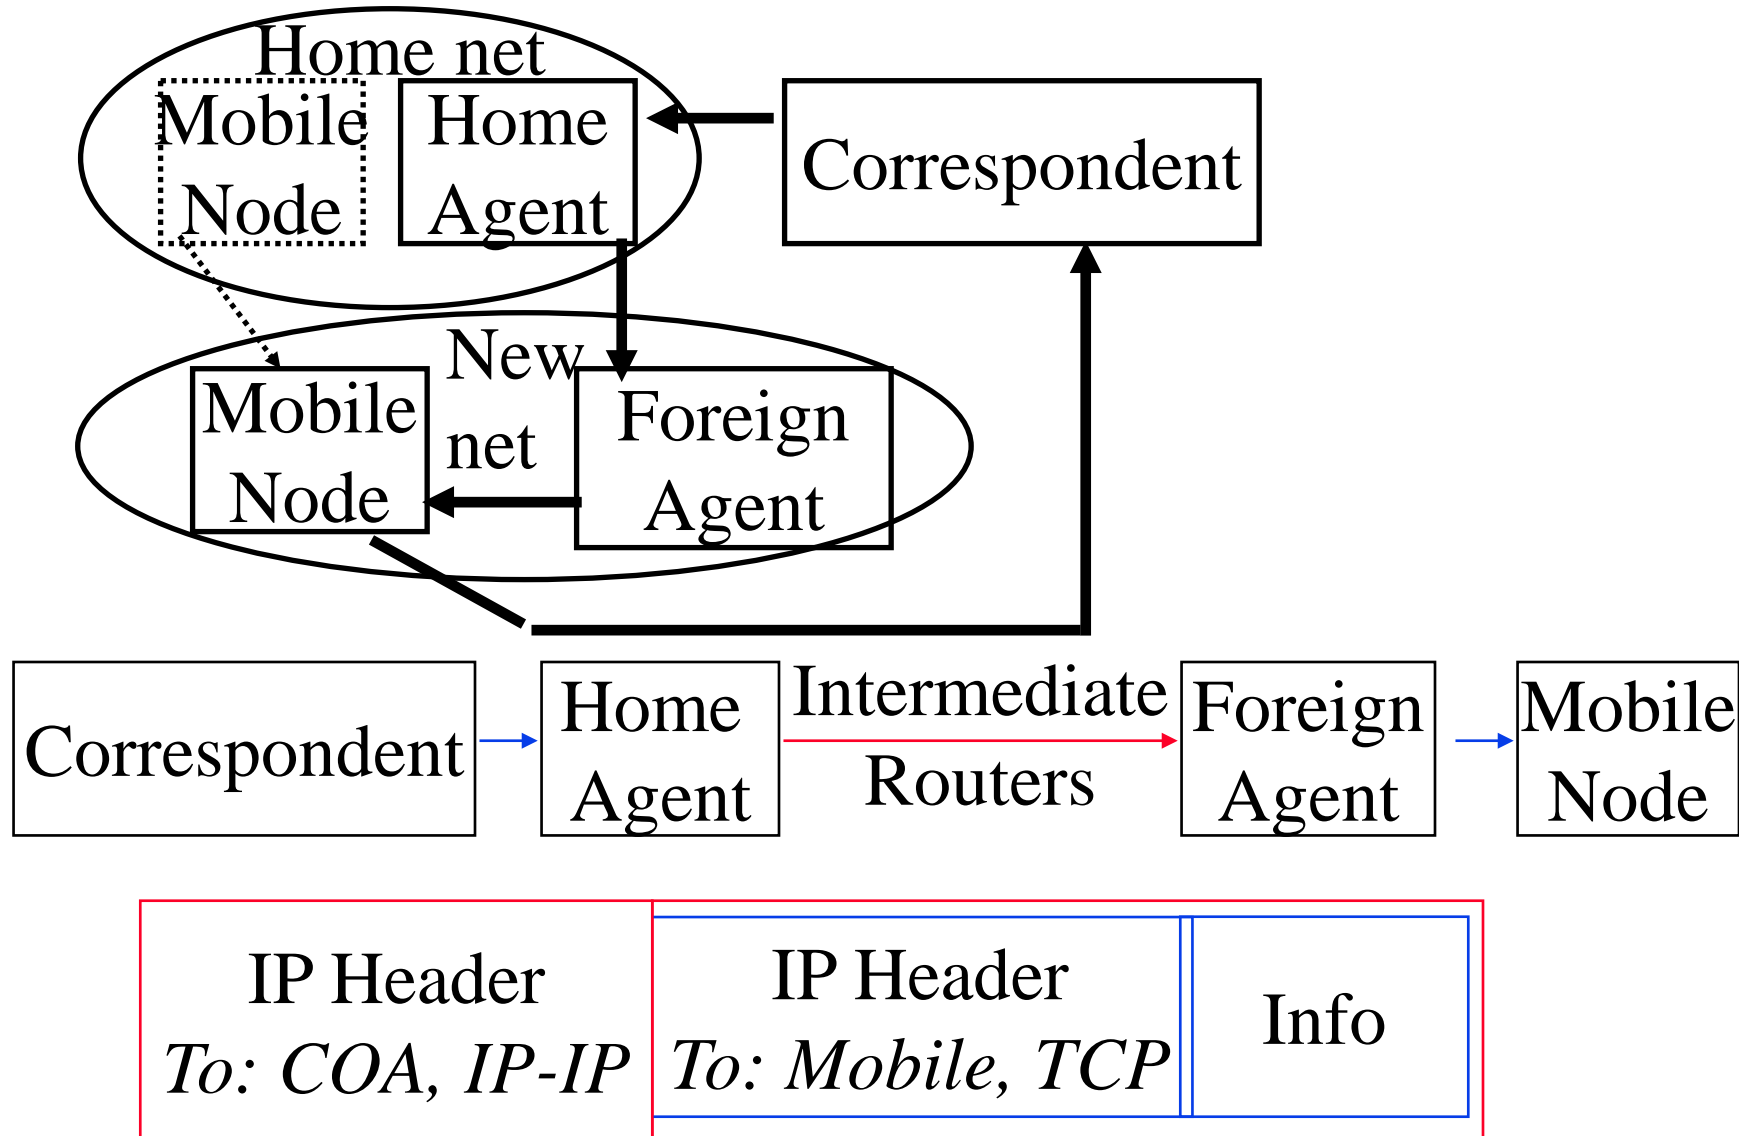 Home net
Mobile
Node
Home
Agent
Correspondent
New
net
Mobile
Node
Foreign
Agent
Correspondent
Home
Agent
Intermediate
Routers
Foreign
Agent
Mobile
Node
IP Header
To: COA, IP-IP
IP Header
To: Mobile, TCP
Info